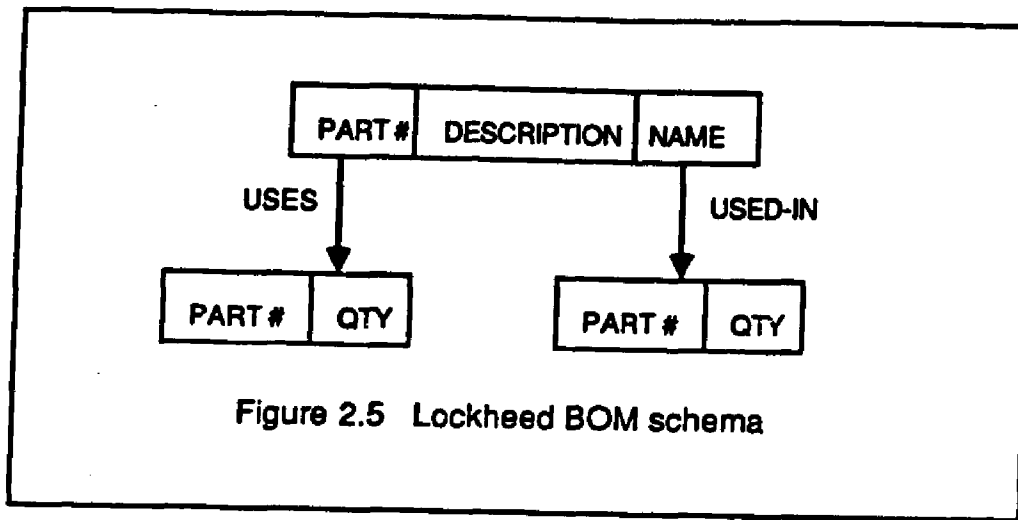 PART # DESCRIPTION NAME
USES USED-IN
PART # QTY PART # QTY
Figure 2.5 Lockheed BOM schema